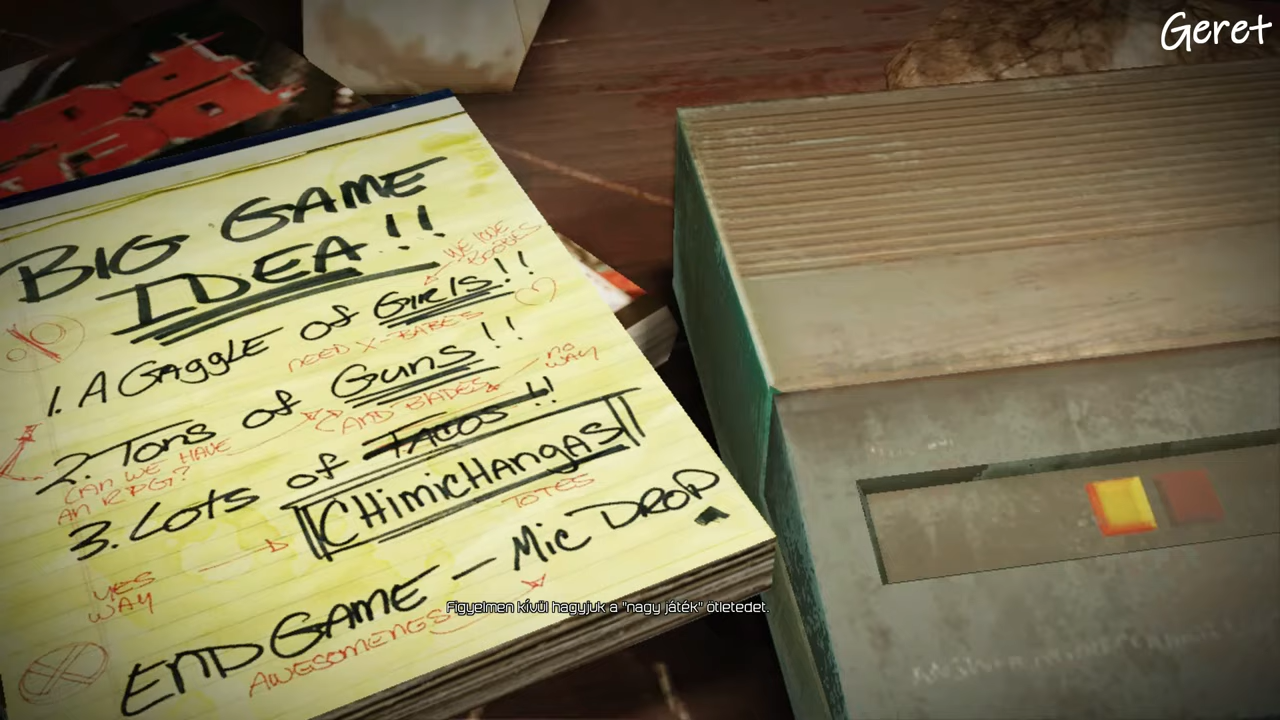 Geret
BIG GAME
IDEA!!
WE LOVE
BOOBIES
1. A GAGGLE of GIRLS!!
NEED X-BABES
2. TONS of GUNS!!
NO
WAY
(AND BLADES)
CAN WE HAVE
AN RPG?
3. LOTS of TACOS!!
CHIMICHANGAS
TOTES
YES
WAY
END GAME - MIC DROP
AWESOMENESS
Figyelmen kívül hagyjuk a "nagy játék" ötletedet.